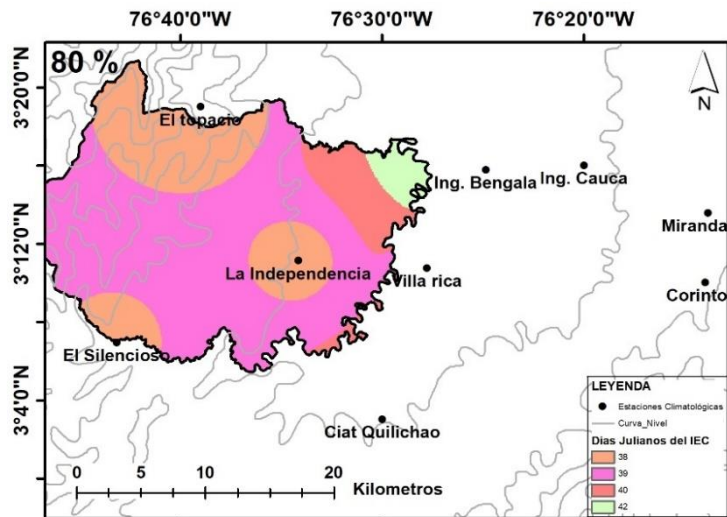 76°40'0"W 76°30'0"W 76°20'0"W
80 %
3°20'0"N
N
El topacio
Ing. Bengala
Ing. Cauca
Miranda
3°12'0"N
La Independencia
Villa rica
Corinto
El Silencioso
3°4'0"N
Ciat Quilichao
LEYENDA
Estaciones Climatológicas
Curva_Nivel
Días Julianos del IEC
38
39
40
42
0 5 10 20
Kilometros